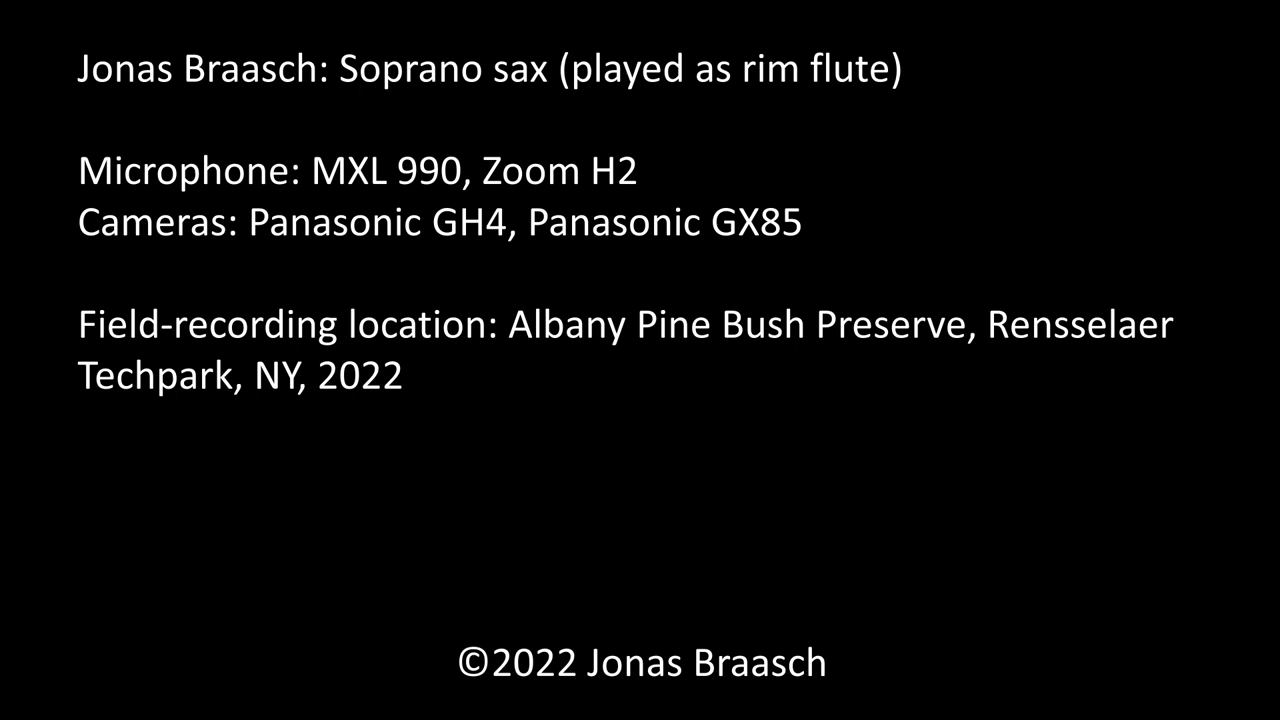 Jonas Braasch: Soprano sax (played as rim flute)
Microphone: MXL 990, Zoom H2
Cameras: Panasonic GH4, Panasonic GX85
Field-recording location: Albany Pine Bush Preserve, Rensselaer
Techpark, NY, 2022
©2022 Jonas Braasch